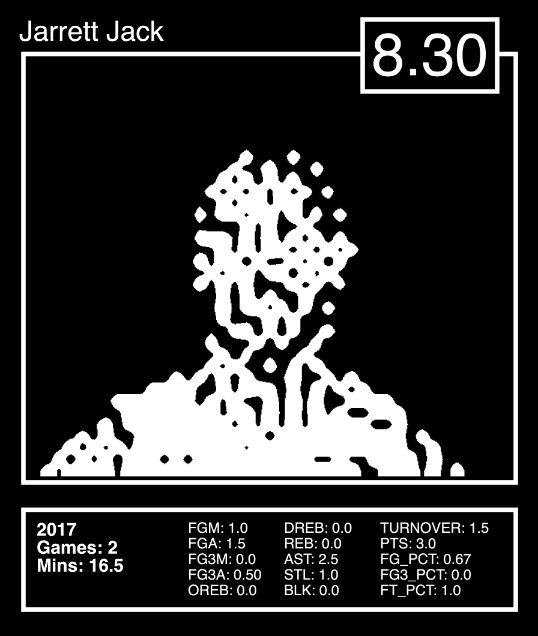 Jarrett Jack
8.30
2017
Games: 2
Mins: 16.5
FGM: 1.0
FGA: 1.5
FG3M: 0.0
FG3A: 0.50
OREB: 0.0
DREB: 0.0
REB: 0.0
AST: 2.5
STL: 1.0
BLK: 0.0
TURNOVER: 1.5
PTS: 3.0
FG_PCT: 0.67
FG3_PCT: 0.0
FT_PCT: 1.0